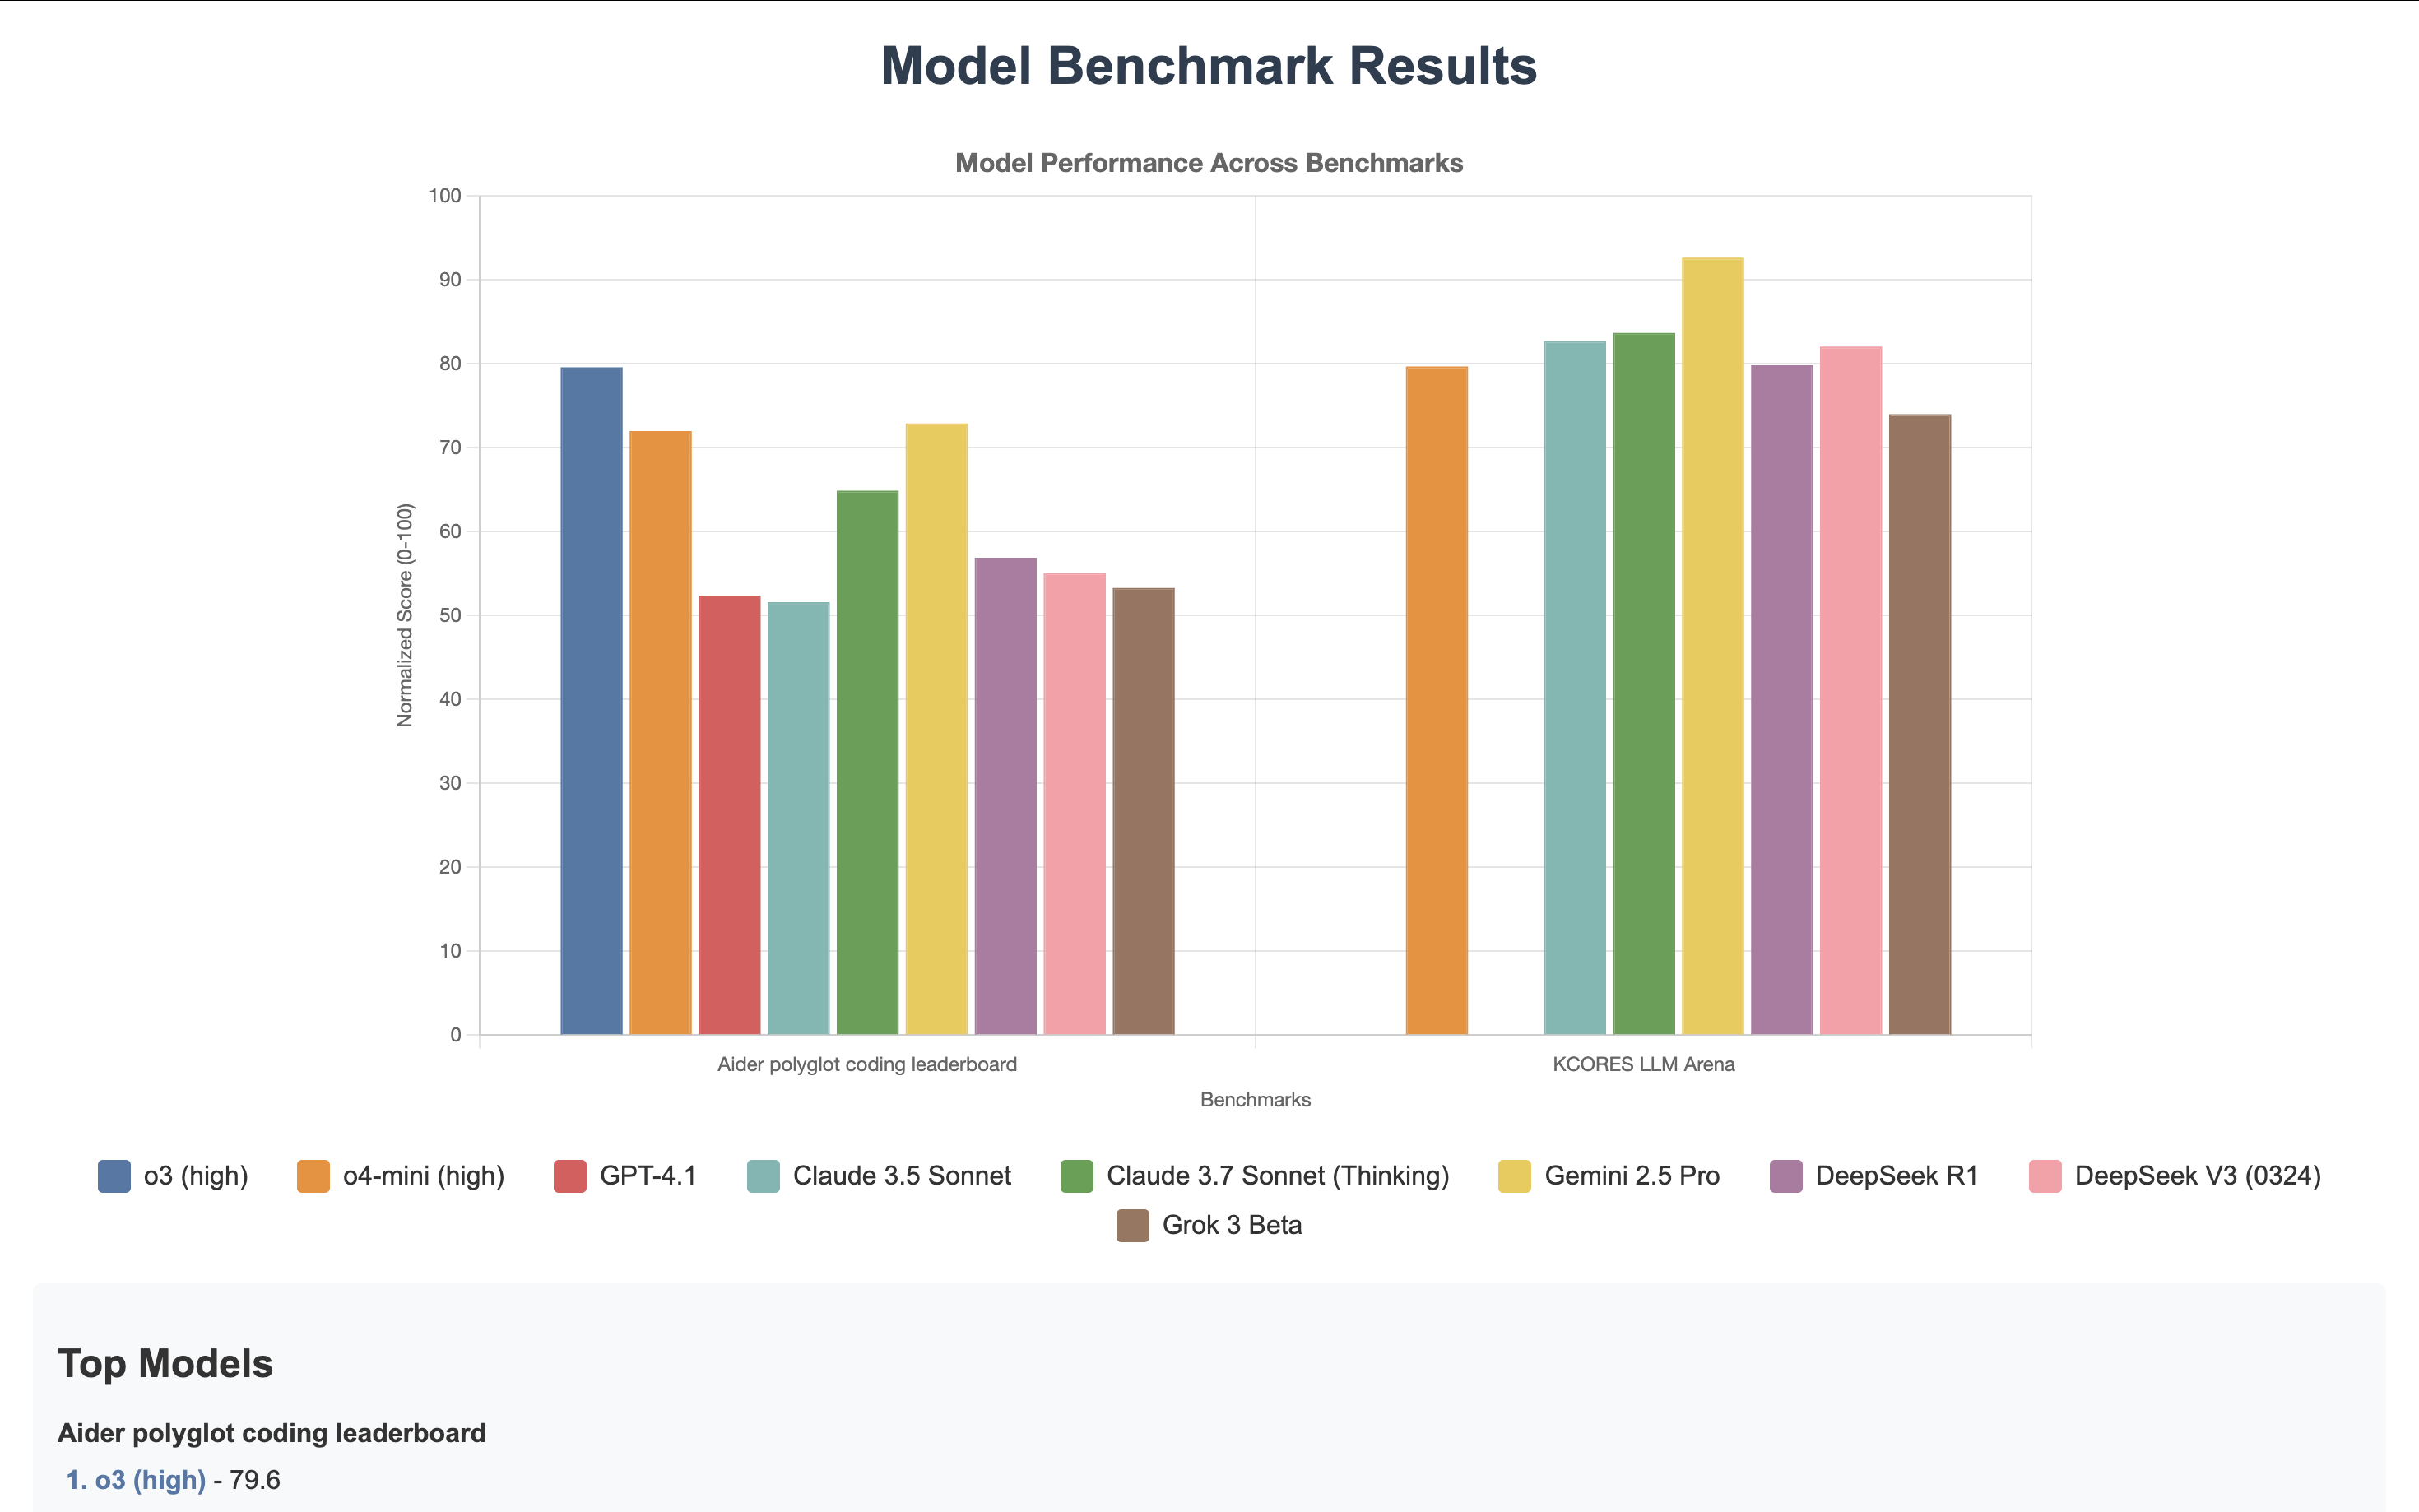 Model Benchmark Results
Model Performance Across Benchmarks
100
90
80
70
60
50
40
30
20
10
0
Normalized Score (0-100)
Aider polyglot coding leaderboard
KCORES LLM Arena
Benchmarks
o3 (high)
o4-mini (high)
GPT-4.1
Claude 3.5 Sonnet
Claude 3.7 Sonnet (Thinking)
Gemini 2.5 Pro
DeepSeek R1
DeepSeek V3 (0324)
Grok 3 Beta
Top Models
Aider polyglot coding leaderboard
1. o3 (high) - 79.6